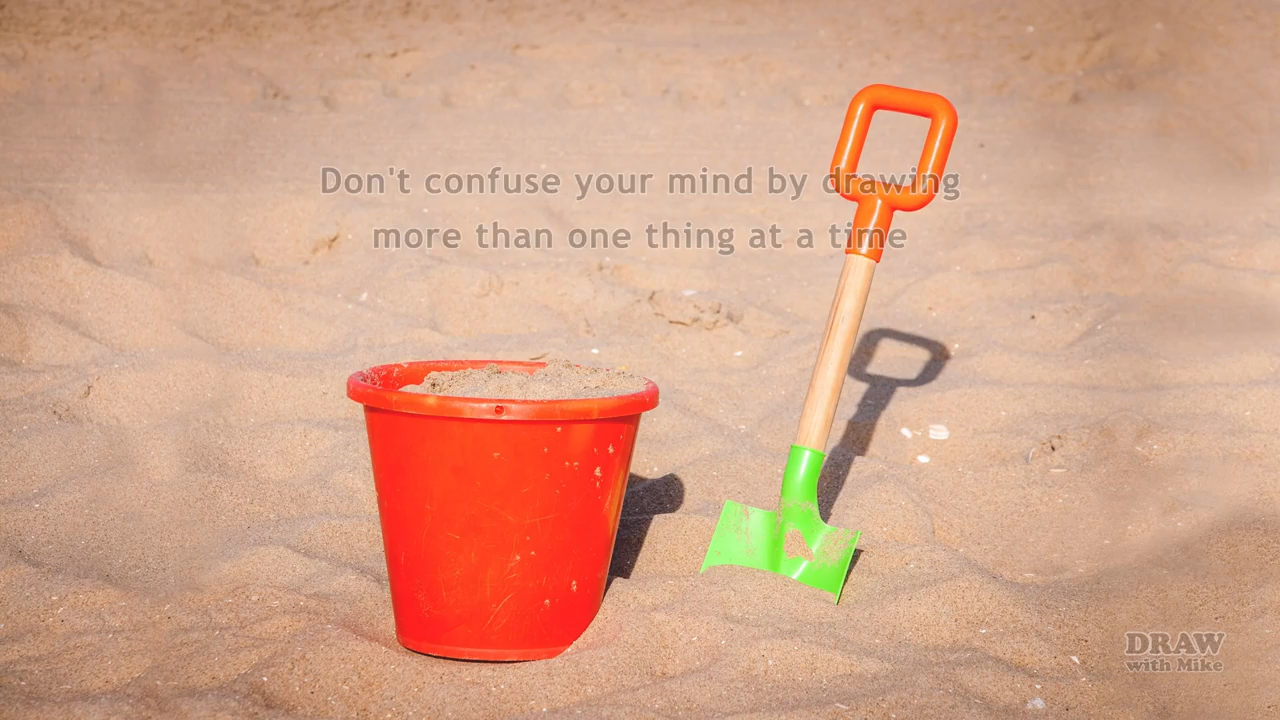 Don't confuse your mind by drawing
more than one thing at a time
DRAW
with Mike